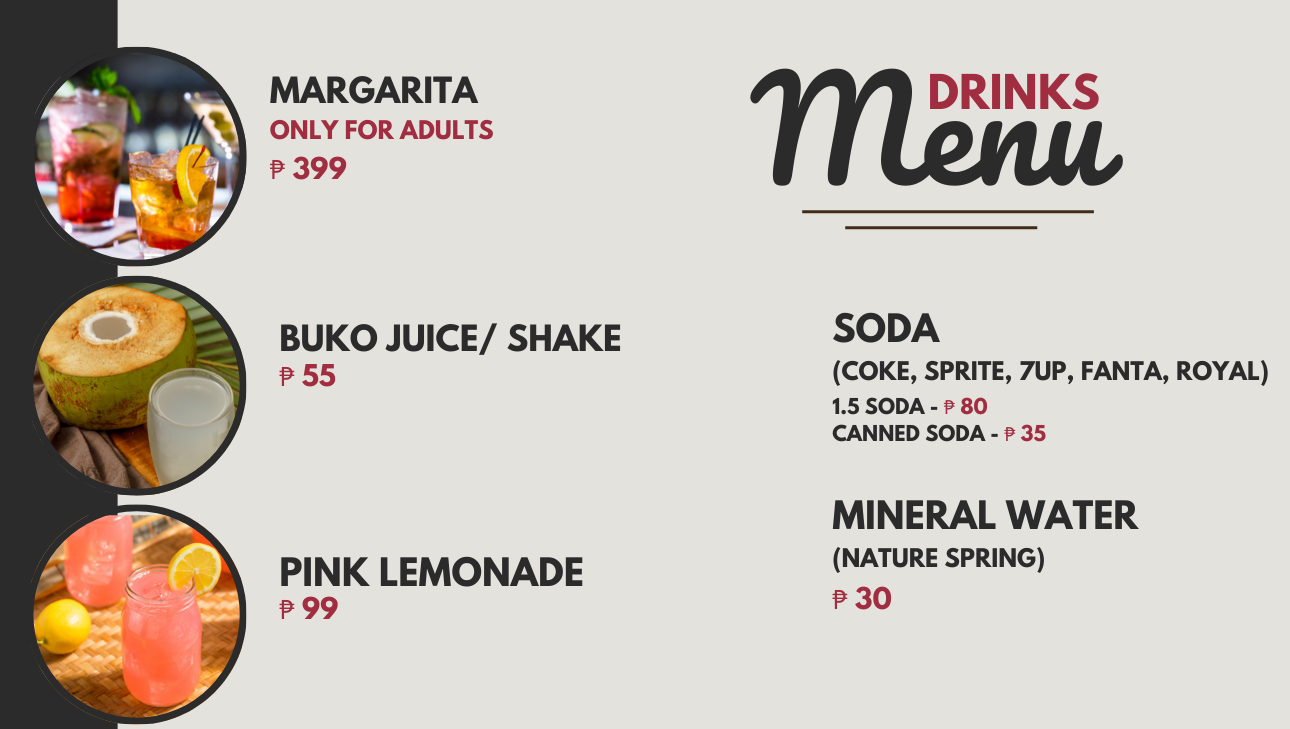 MARGARITA
ONLY FOR ADULTS
₱ 399
BUKO JUICE/ SHAKE
₱ 55
PINK LEMONADE
₱ 99
DRINKS
Menu
SODA
(COKE, SPRITE, 7UP, FANTA, ROYAL)
1.5 SODA - ₱ 80
CANNED SODA - ₱ 35
MINERAL WATER
(NATURE SPRING)
₱ 30